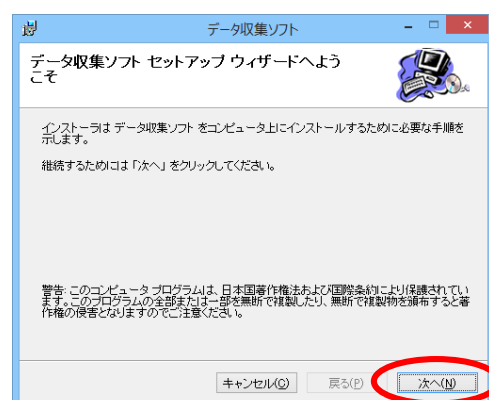 データ収集ソフト
データ収集ソフト セットアップ ウィザードへよう
こそ
インストーラは データ収集ソフト をコンピュータ上にインストールするために必要な手順を
示します。
継続するためには「次へ」をクリックしてください。
警告: このコンピュータ プログラムは、日本国著作権法および国際条約により保護されてい
ます。このプログラムの全部または一部を無断で複製したり、無断で複製物を頒布すると著
作権の侵害となりますのでご注意ください。
キャンセル(C) 戻る(P) 次へ(N)